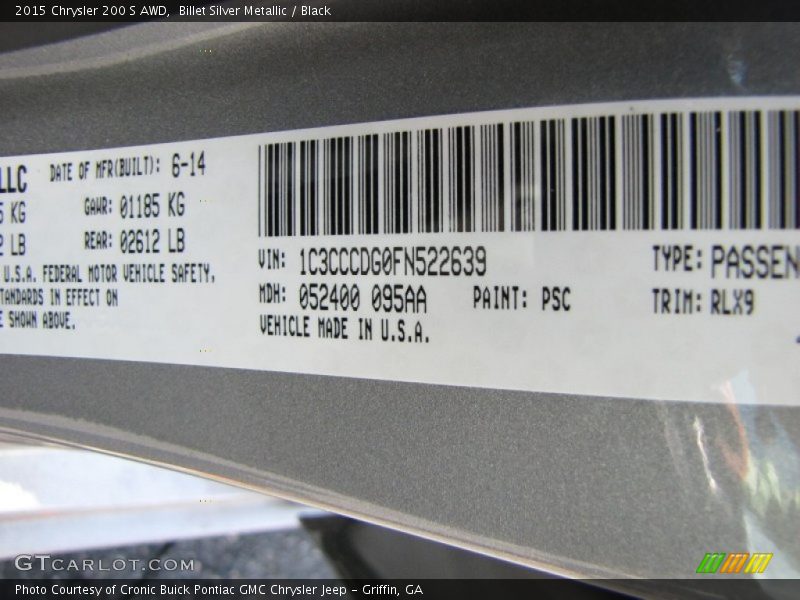 2015 Chrysler 200 S AWD, Billet Silver Metallic / Black
LLC
DATE OF MFR(BUILT): 6-14
KG GAWR: 01185 KG
LB REAR: 02612 LB
U.S.A. FEDERAL MOTOR VEHICLE SAFETY,
STANDARDS IN EFFECT ON
SHOWN ABOVE.
VIN: 1C3CCCDG0FN522639 TYPE: PASSEN
MDH: 052400 095AA PAINT: PSC TRIM: RLX9
VEHICLE MADE IN U.S.A.
GTCARLOT.COM
Photo Courtesy of Cronic Buick Pontiac GMC Chrysler Jeep - Griffin, GA